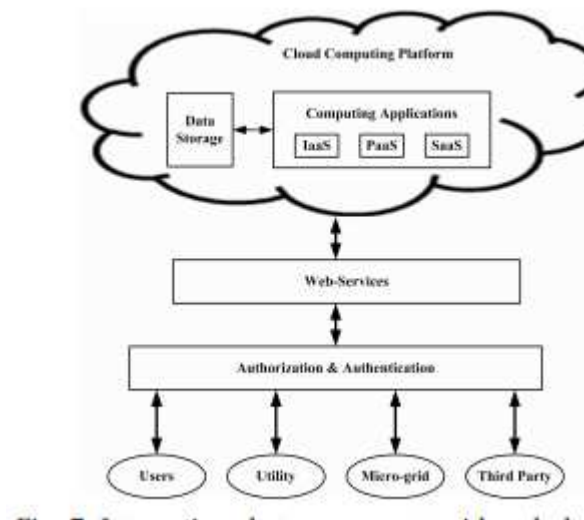 Cloud Computing Platform
Data
Storage
Computing Applications
IaaS PaaS SaaS
Web-Services
Authorization & Authentication
Users Utility Micro-grid Third Party